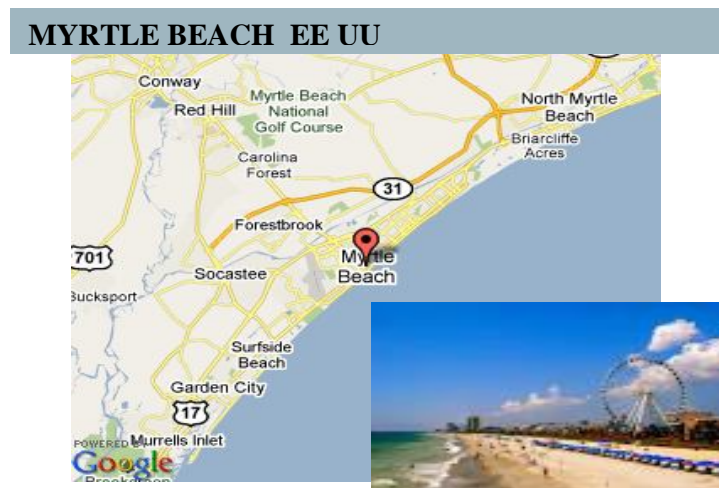 MYRTLE BEACH EE UU
Conway
Red Hill
Myrtle Beach
National
Golf Course
North Myrtle
Beach
Briarcliffe
Acres
Carolina
Forest
31
Forestbrook
701
Myrtle
Beach
Socastee
Bucksport
Surfside
Beach
Garden City
17
POWERED BY
Murrells Inlet
Google
Brookgreen